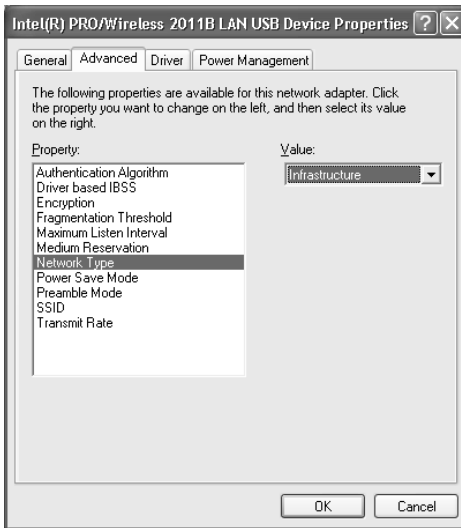 Intel(R) PRO/Wireless 2011B LAN USB Device Properties
General Advanced Driver Power Management
The following properties are available for this network adapter. Click
the property you want to change on the left, and then select its value
on the right.
Property:
Value:
Authentication Algorithm
Driver based IBSS
Encryption
Fragmentation Threshold
Maximum Listen Interval
Medium Reservation
Network Type
Power Save Mode
Preamble Mode
SSID
Transmit Rate
Infrastructure
OK Cancel